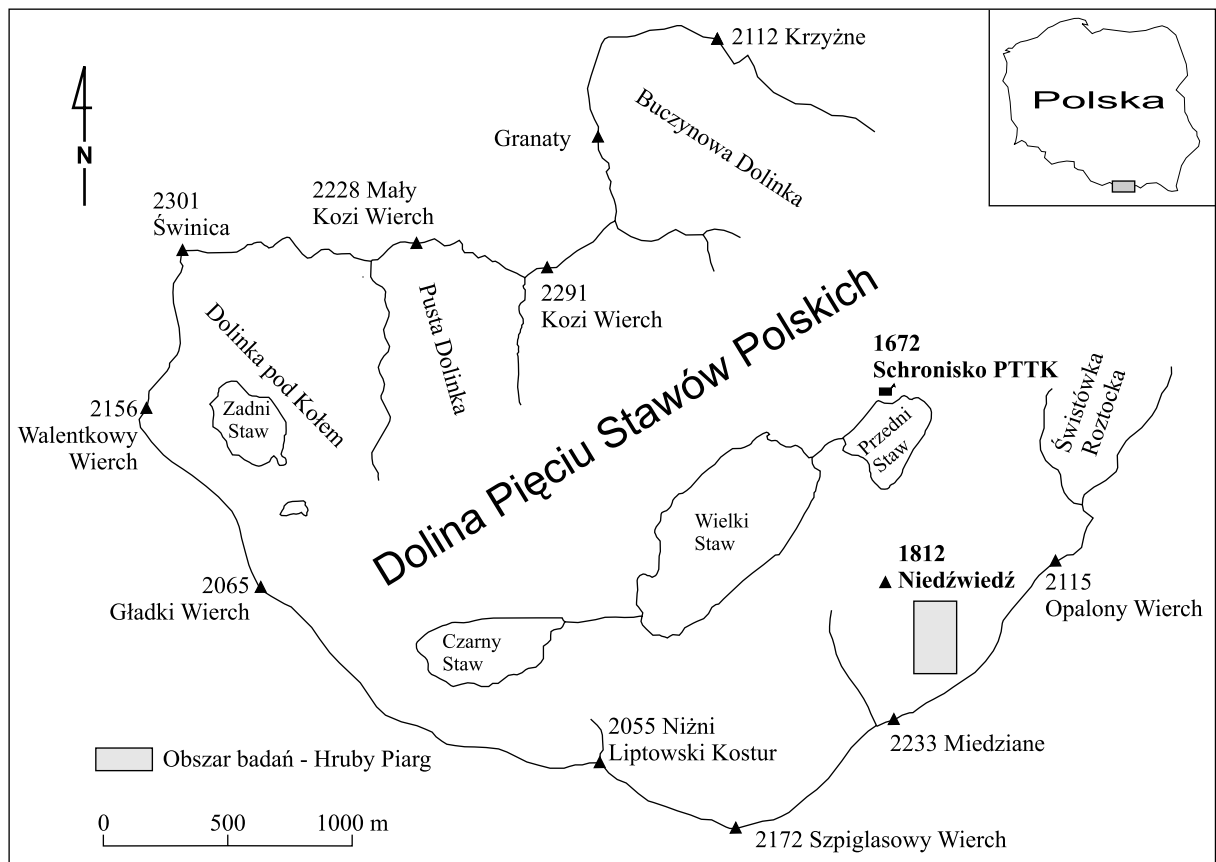 2112 Krzyżne
Polska
Buczynowa Dolinka
Granaty
N
2228 Mały
Kozi Wierch
2301
Świnica
2291
Kozi Wierch
Pusta Dolinka
Dolinka pod Kołem
Dolina Pięciu Stawów Polskich
1672
Schronisko PTTK
Świstówka
Roztocka
Zadni
Staw
2156
Walentkowy
Wierch
Przedni
Staw
Wielki
Staw
1812
Niedźwiedź
2065
Gładki Wierch
2115
Opalony Wierch
Czarny
Staw
2055 Niżni
Liptowski Kostur
2233 Miedziane
Obszar badań - Hruby Piarg
0 500 1000 m
2172 Szpiglasowy Wierch